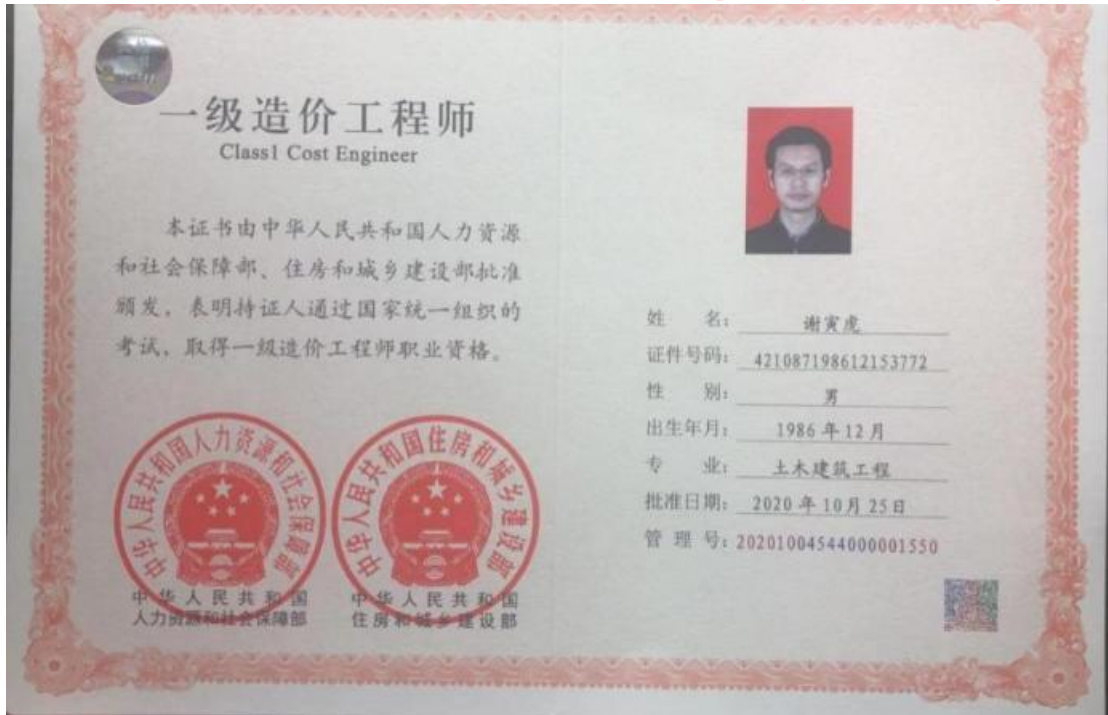 一级造价工程师
Class1 Cost Engineer
本证书由中华人民共和国人力资源
和社会保障部、住房和城乡建设部批准
颁发，表明持证人通过国家统一组织的
考试，取得一级造价工程师职业资格。
中华人民共和国人力资源和社会保障部
中华人民共和国住房和城乡建设部
中华人民共和国
人力资源和社会保障部
中华人民共和国
住房和城乡建设部
姓 名：谢寅虎
证件号码：421087198612153772
性 别：男
出生年月：1986年12月
专 业：土木建筑工程
批准日期：2020年10月25日
管 理 号：20201004544000001550